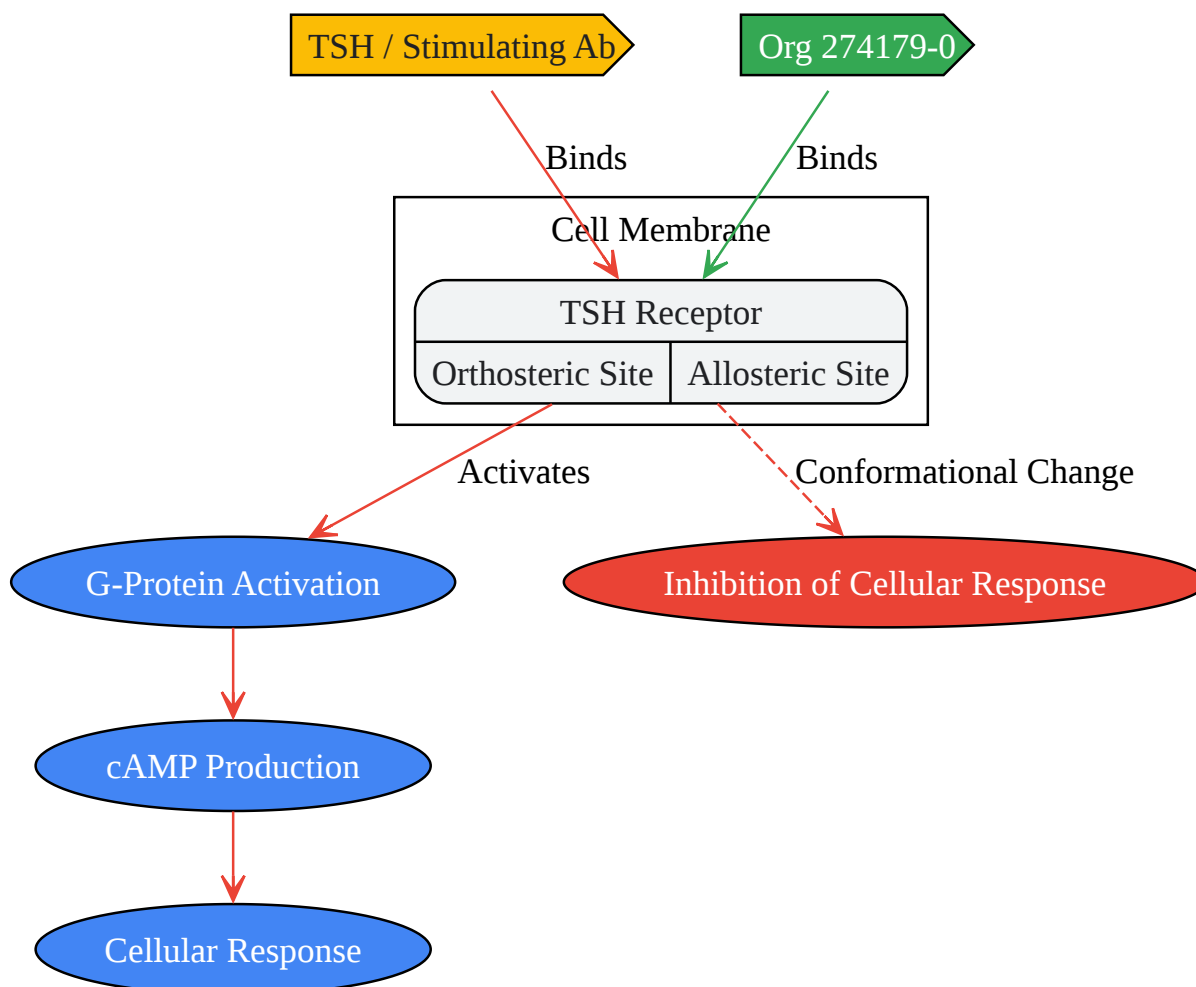 TSH / Stimulating Ab
Org 274179-0
Binds
Binds
Cell Membrane
TSH Receptor
Orthosteric Site
Allosteric Site
Activates
Conformational Change
G-Protein Activation
Inhibition of Cellular Response
cAMP Production
Cellular Response